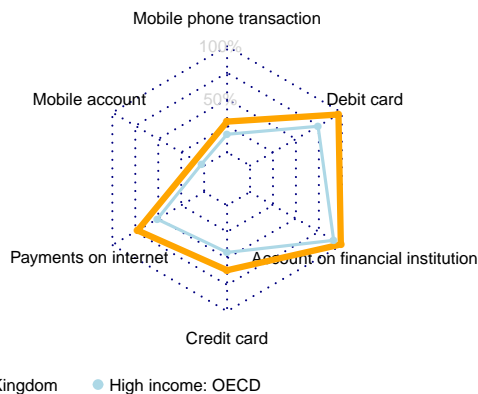 Mobile phone transaction
100%
50%
Mobile account
Debit card
Payments on internet
Account on financial institution
Credit card
Kingdom
High income: OECD